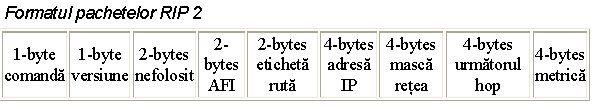 Formatul pachetelor RIP 2
1-byte comandă
1-byte versiune
2-bytes nefolosit
2-bytes AFI
2-bytes etichetă rută
4-bytes adresă IP
4-bytes mască rețea
4-bytes următorul hop
4-bytes metrică